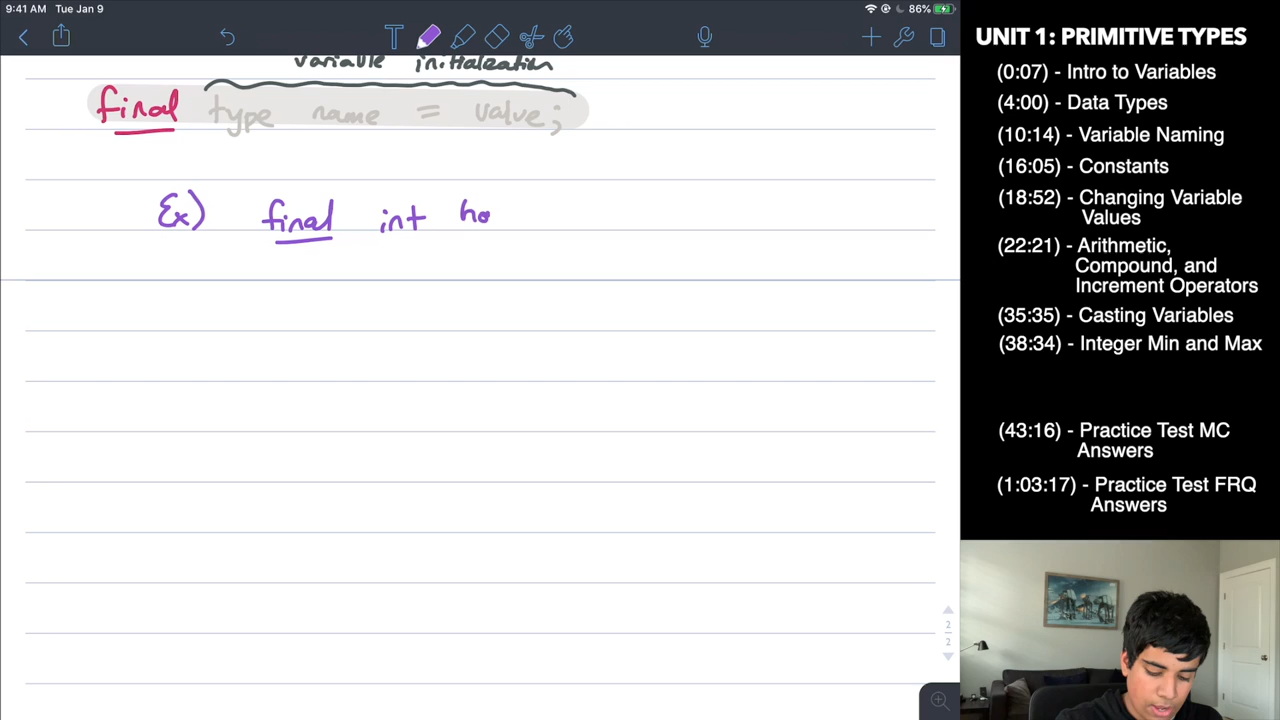 9:41 AM Tue Jan 9
86%
variable initialization
final type name = value;
Ex) final int ho
2
2
UNIT 1: PRIMITIVE TYPES
(0:07) - Intro to Variables
(4:00) - Data Types
(10:14) - Variable Naming
(16:05) - Constants
(18:52) - Changing Variable
Values
(22:21) - Arithmetic,
Compound, and
Increment Operators
(35:35) - Casting Variables
(38:34) - Integer Min and Max
(43:16) - Practice Test MC
Answers
(1:03:17) - Practice Test FRQ
Answers